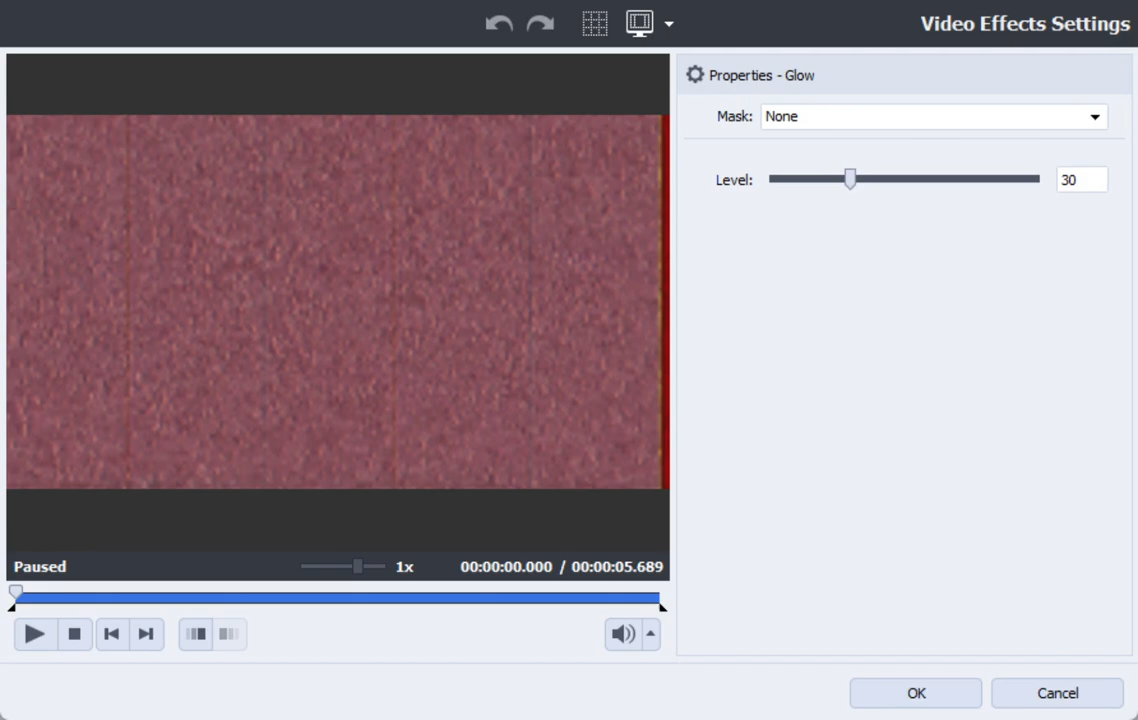 Video Effects Settings
Properties - Glow
Mask: None
Level: 30
Paused 1x 00:00:00.000 / 00:00:05.689
OK Cancel